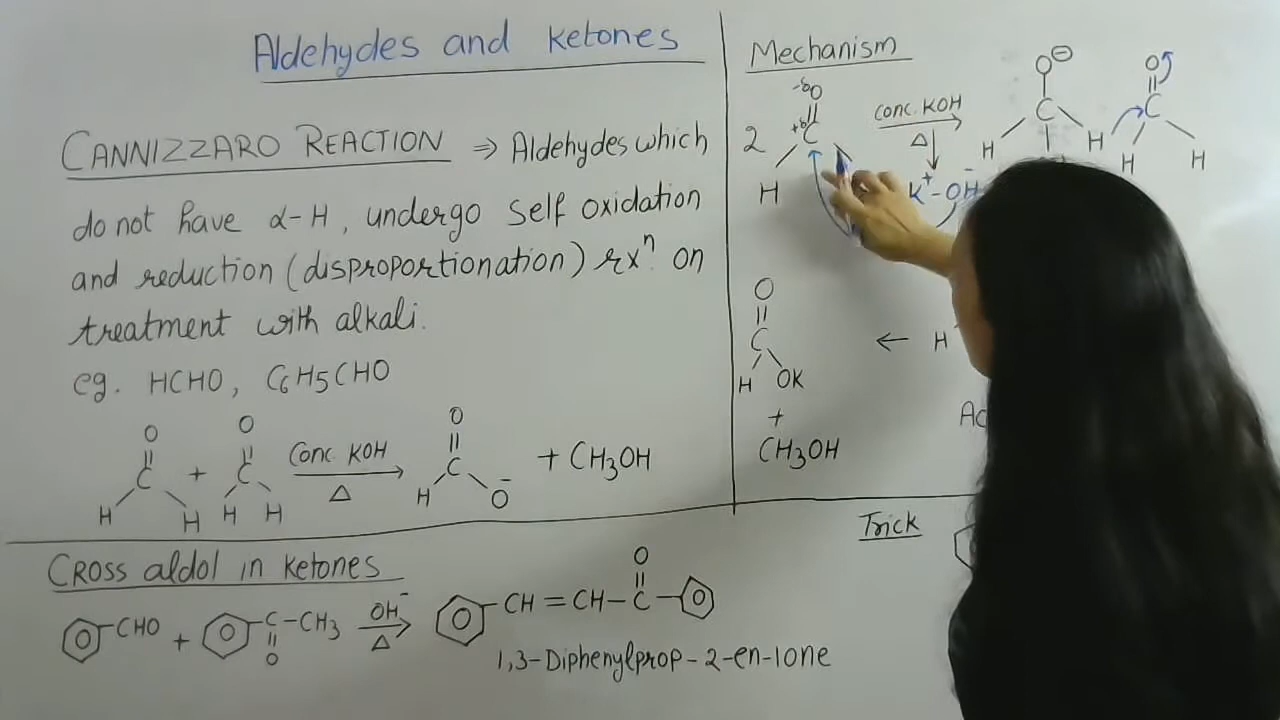 Aldehydes and ketones
CANNIZZARO REACTION ⇒ Aldehydes which
do not have α-H, undergo self oxidation
and reduction (disproportionation) rxⁿ. on
treatment with alkali.
eg. HCHO, C6H5CHO
O O O
C + C Conc. KOH C + CH3OH
H H H H Δ H O⁻
CROSS aldol in ketones
CHO + C-CH3 OH⁻ CH=CH-C
O Δ O
1,3-Diphenylprop-2-en-1one
Mechanism
-δO O⊖ O
2 +δC conc. KOH C C
H Δ H H H H
K⁺-OH⁻
O
C ← H
H OK
+
CH3OH
Trick